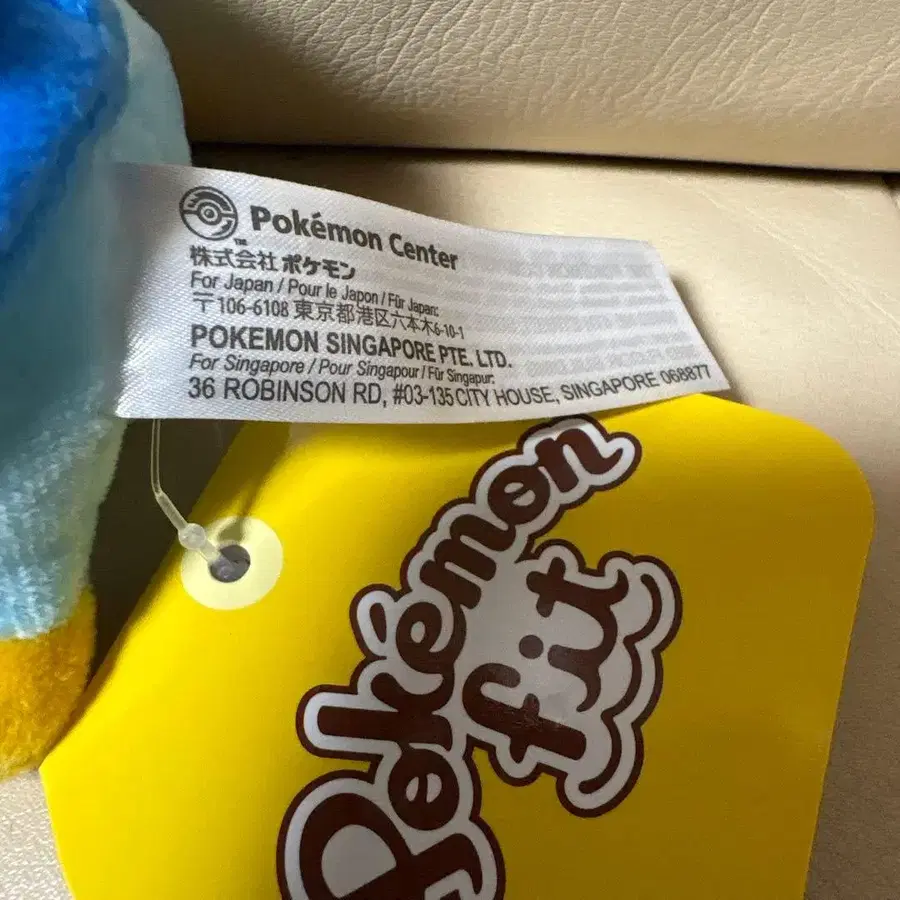 Pokémon Center
TM
株式会社ポケモン
For Japan / Pour le Japon / Für Japan:
〒106-6108 東京都港区六本木6-10-1
POKEMON SINGAPORE PTE. LTD.
For Singapore / Pour Singapour / Für Singapur:
36 ROBINSON RD, #03-135 CITY HOUSE, SINGAPORE 068877
Pokémon
fit
Poke